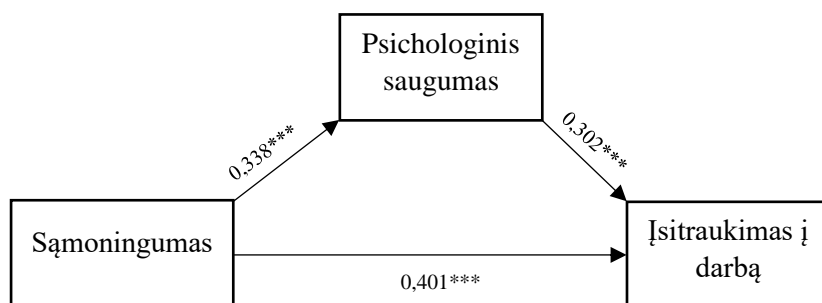 Psichologinis
saugumas
0,338***
0,302***
Sąmoningumas
Įsitraukimas į
darbą
0,401***